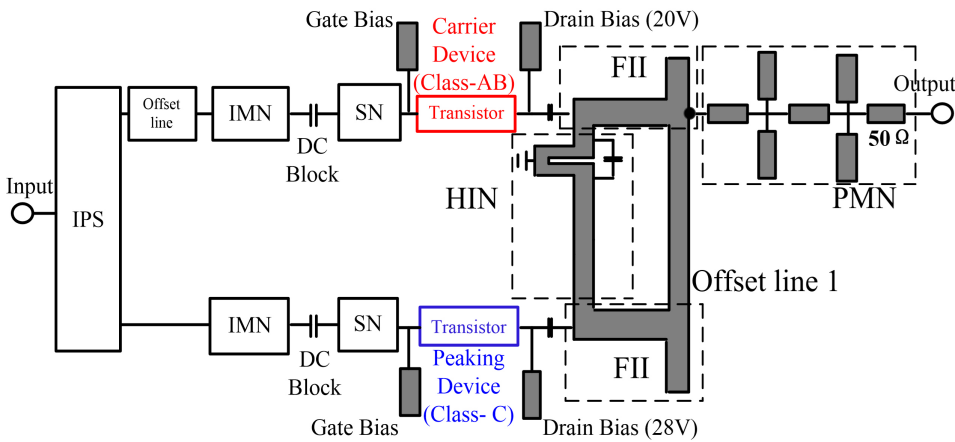 Gate Bias
Drain Bias (20V)
Carrier
Device
(Class-AB)
FII
Output
Offset
line
IMN
SN
Transistor
50 Ω
DC
Block
Input
IPS
HIN
PMN
Offset line 1
IMN
SN
Transistor
DC
Block
Peaking
Device
(Class- C)
FII
Gate Bias
Drain Bias (28V)